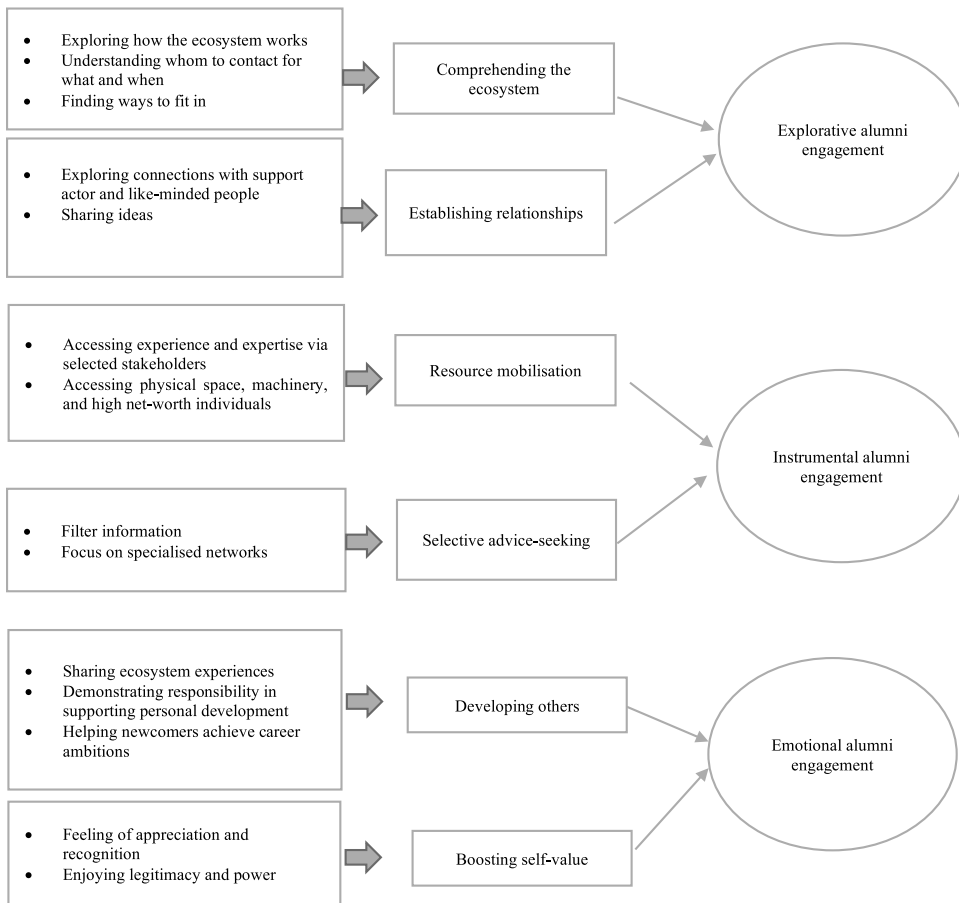 • Exploring how the ecosystem works
• Understanding whom to contact for
what and when
• Finding ways to fit in
Comprehending the
ecosystem
• Exploring connections with support
actor and like-minded people
• Sharing ideas
Establishing relationships
Explorative alumni
engagement
• Accessing experience and expertise via
selected stakeholders
• Accessing physical space, machinery,
and high net-worth individuals
Resource mobilisation
• Filter information
• Focus on specialised networks
Selective advice-seeking
Instrumental alumni
engagement
• Sharing ecosystem experiences
• Demonstrating responsibility in
supporting personal development
• Helping newcomers achieve career
ambitions
Developing others
• Feeling of appreciation and
recognition
• Enjoying legitimacy and power
Boosting self-value
Emotional alumni
engagement